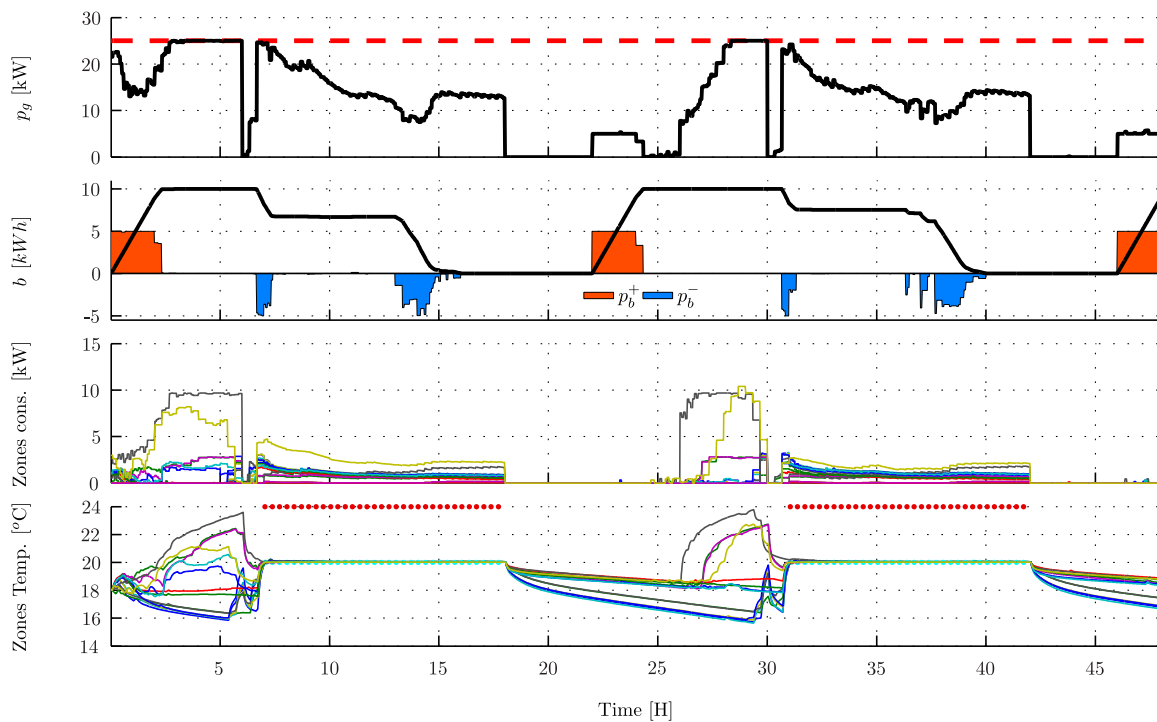 30
20
10
0
p_g [kW]
10
5
0
-5
b [kWh]
p_b^+ p_b^-
15
10
5
0
Zones cons. [kW]
24
22
20
18
16
14
Zones Temp. [°C]
5 10 15 20 25 30 35 40 45
Time [H]